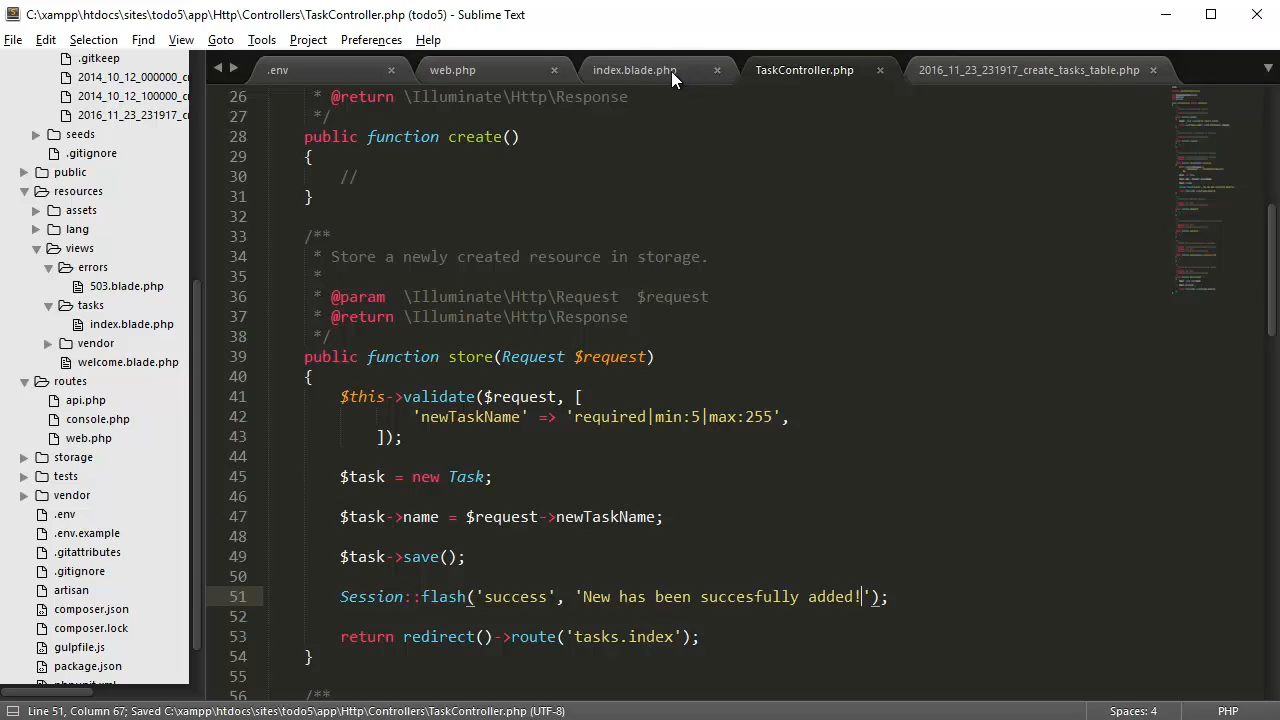 C:\xampp\htdocs\sites\todo5\app\Http\Controllers\TaskController.php (todo5) - Sublime Text
File Edit Selection Find View Goto Tools Project Preferences Help
.env
web.php
index.blade.php
TaskController.php
2016_11_23_231917_create_tasks_table.php
.gitkeep
2014_10_12_000000_cr
2014_10_12_100000_cr
2016_11_23_231917_cr
seeds
.gitignore
public
resources
assets
lang
views
errors
503.blade.php
tasks
index.blade.php
vendor
welcome.blade.php
routes
api.php
console.php
web.php
storage
tests
vendor
.env
.env.example
.gitattributes
.gitignore
artisan
composer.json
composer.lock
gulpfile.js
package.json
phpunit.xml
26 * @return \Illuminate\Http\Response
27 */
28 public function create()
29 {
30 //
31 }
32
33 /**
34 * Store a newly created resource in storage.
35 *
36 * @param \Illuminate\Http\Request $request
37 * @return \Illuminate\Http\Response
38 */
39 public function store(Request $request)
40 {
41 $this->validate($request, [
42 'newTaskName' => 'required|min:5|max:255',
43 ]);
44
45 $task = new Task;
46
47 $task->name = $request->newTaskName;
48
49 $task->save();
50
51 Session::flash('success', 'New has been succesfully added!');
52
53 return redirect()->route('tasks.index');
54 }
55
56 /**
Line 51, Column 67; Saved C:\xampp\htdocs\sites\todo5\app\Http\Controllers\TaskController.php (UTF-8)
Spaces: 4
PHP